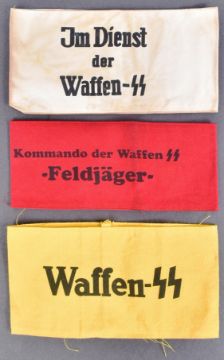 Im Dienst
der
Waffen-ᛋᛋ
Kommando der Waffen ᛋᛋ
-Feldjäger-
Waffen-ᛋᛋ